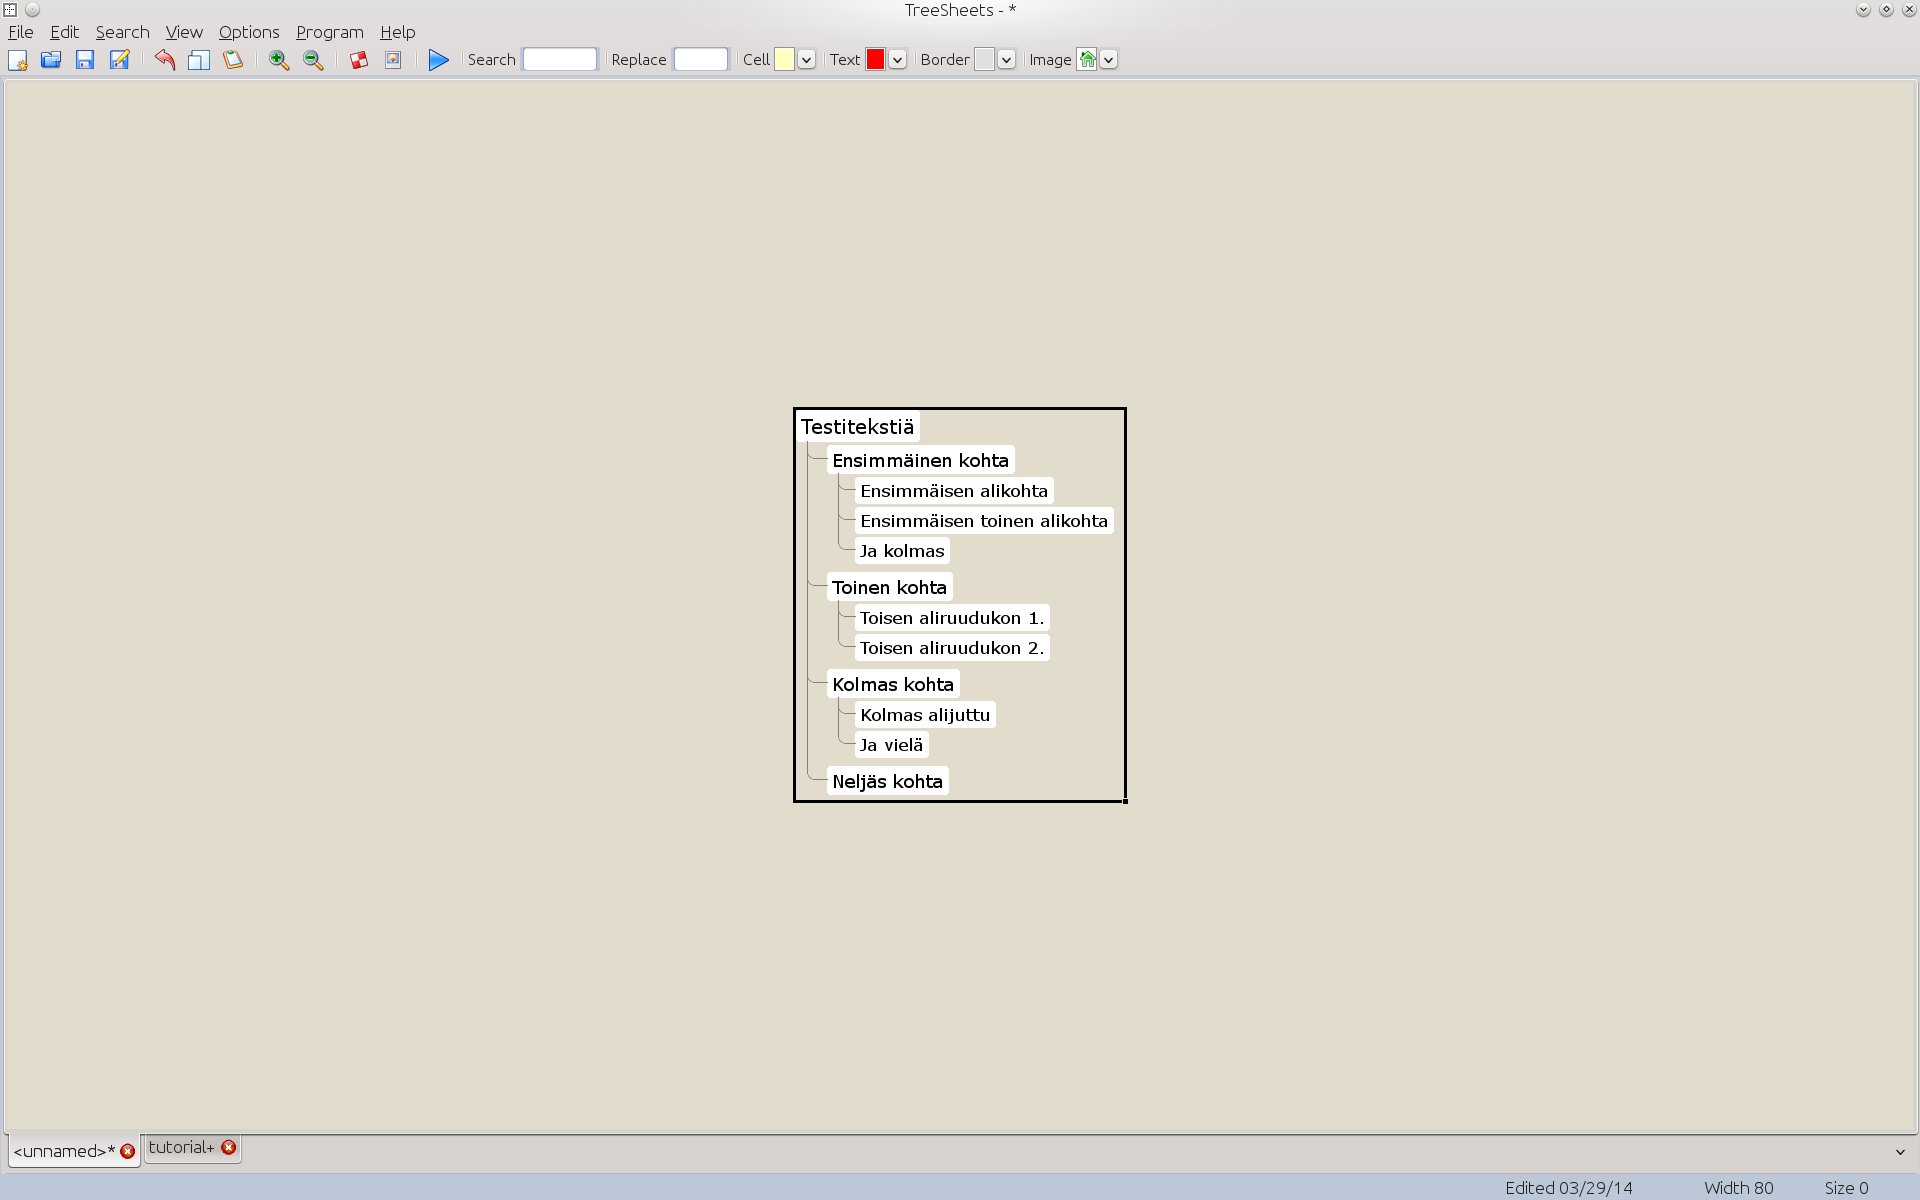 TreeSheets - *
File Edit Search View Options Program Help
Search Replace Cell Text Border Image
Testitekstiä
Ensimmäinen kohta
Ensimmäisen alikohta
Ensimmäisen toinen alikohta
Ja kolmas
Toinen kohta
Toisen aliruudukon 1.
Toisen aliruudukon 2.
Kolmas kohta
Kolmas alijuttu
Ja vielä
Neljäs kohta
<unnamed>* tutorial+
Edited 03/29/14 Width 80 Size 0